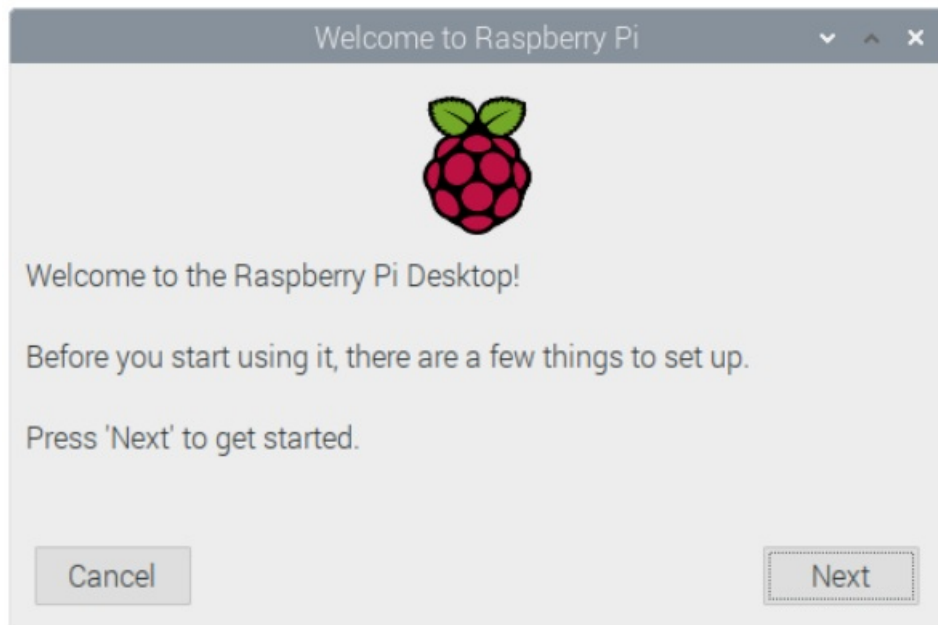 Welcome to Raspberry Pi
Welcome to the Raspberry Pi Desktop!
Before you start using it, there are a few things to set up.
Press 'Next' to get started.
Cancel
Next